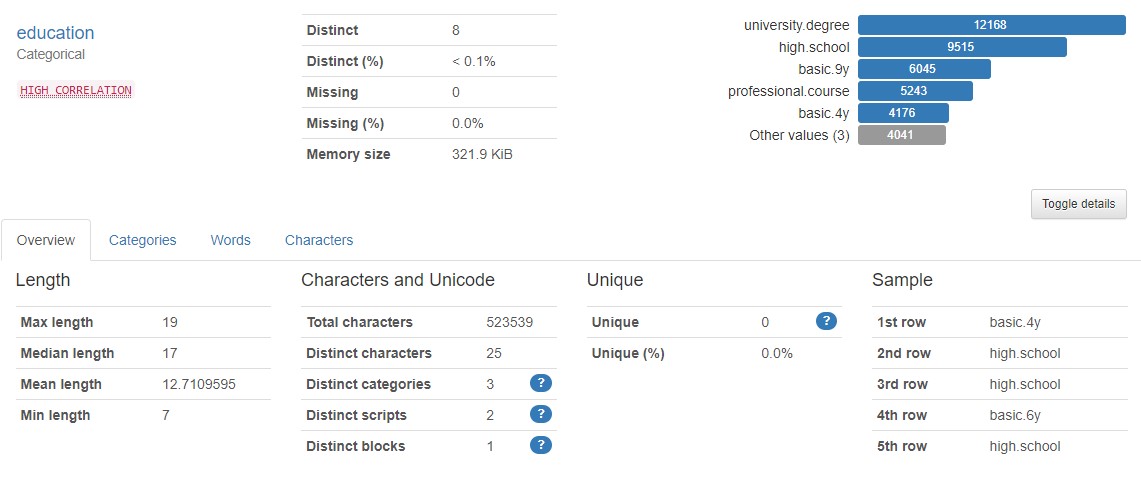 education
Categorical
HIGH CORRELATION
Distinct 8
Distinct (%) < 0.1%
Missing 0
Missing (%) 0.0%
Memory size 321.9 KiB
university.degree 12168
high.school 9515
basic.9y 6045
professional.course 5243
basic.4y 4176
Other values (3) 4041
Toggle details
Overview Categories Words Characters
Length
Max length 19
Median length 17
Mean length 12.7109595
Min length 7
Characters and Unicode
Total characters 523539
Distinct characters 25
Distinct categories 3 ?
Distinct scripts 2 ?
Distinct blocks 1 ?
Unique
Unique 0 ?
Unique (%) 0.0%
Sample
1st row basic.4y
2nd row high.school
3rd row high.school
4th row basic.6y
5th row high.school